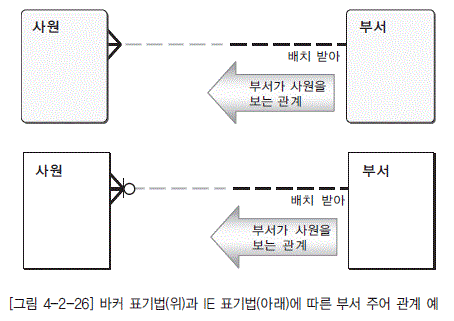 사원
부서
배치 받아
부서가 사원을
보는 관계
사원
부서
배치 받아
부서가 사원을
보는 관계
[그림 4-2-26] 바커 표기법(위)과 IE 표기법(아래)에 따른 부서 주어 관계 예